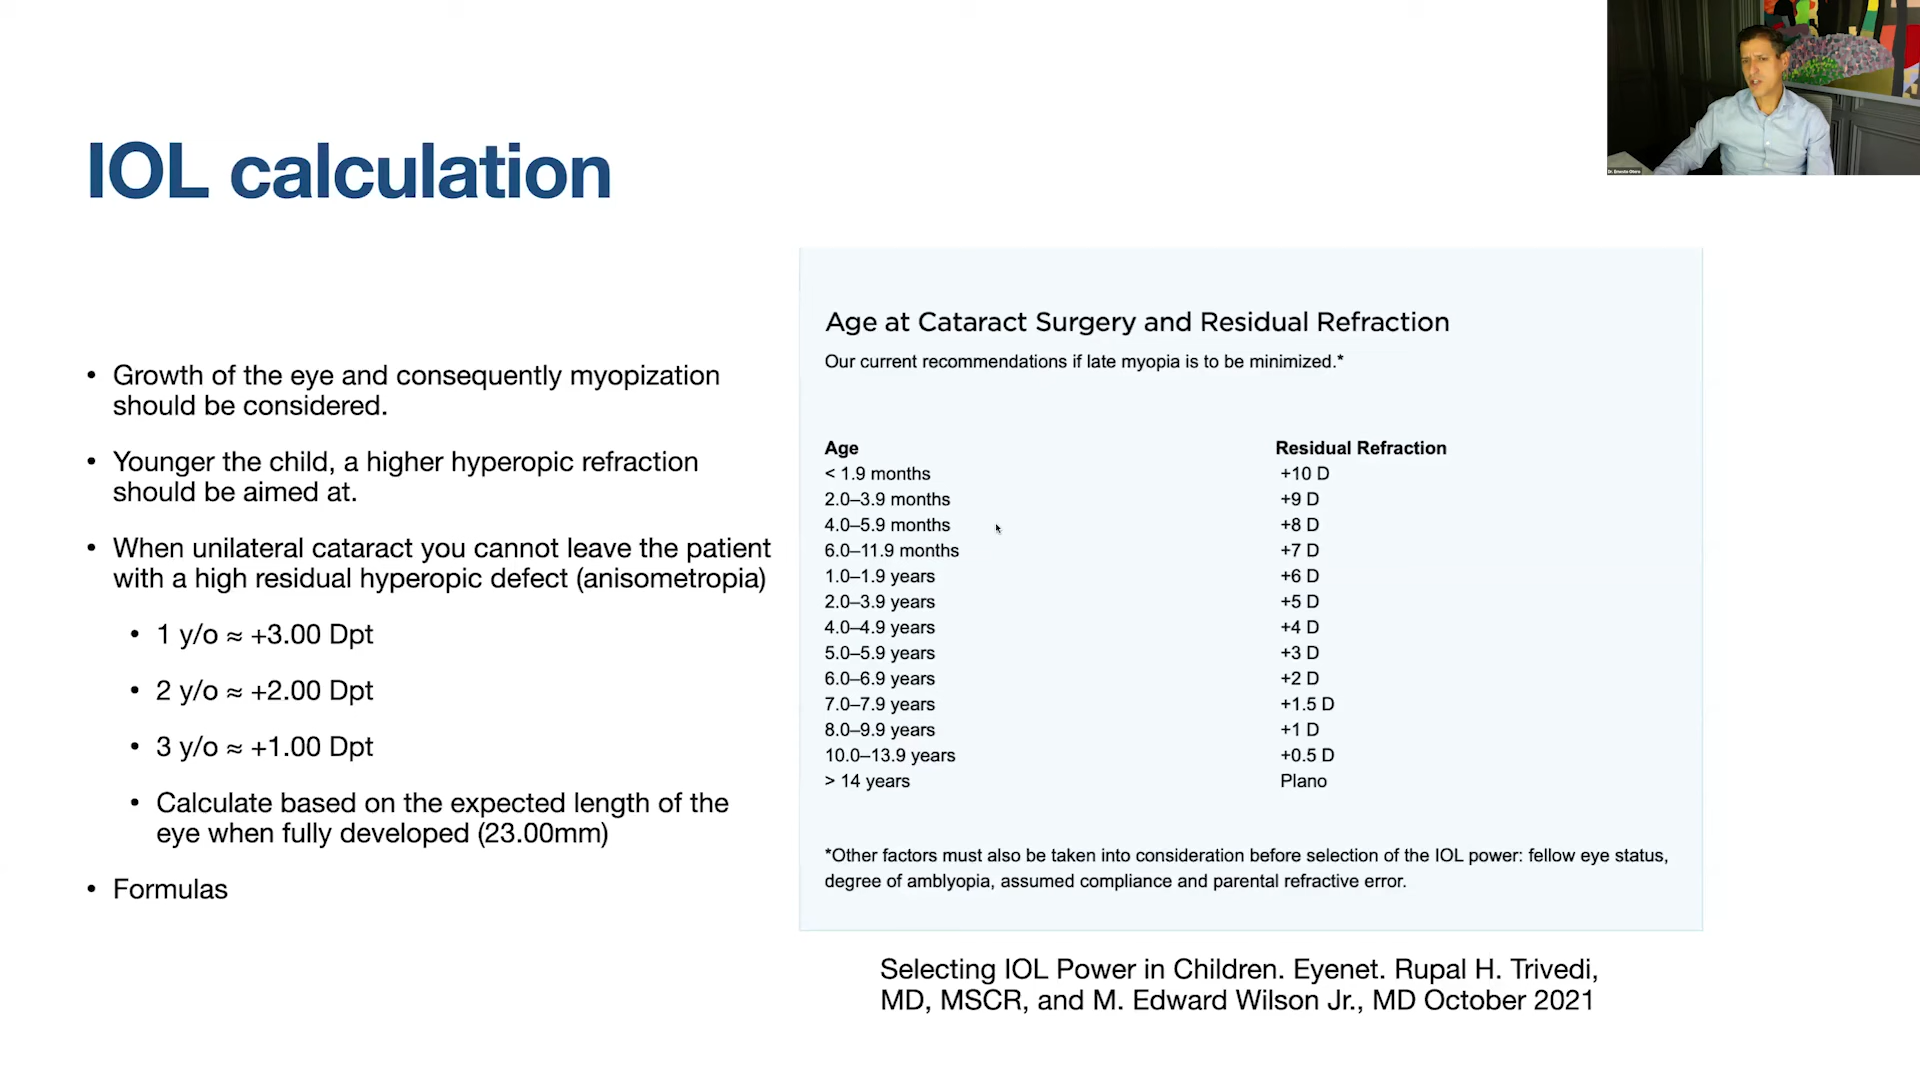 IOL calculation
• Growth of the eye and consequently myopization
should be considered.
• Younger the child, a higher hyperopic refraction
should be aimed at.
• When unilateral cataract you cannot leave the patient
with a high residual hyperopic defect (anisometropia)
• 1 y/o ≈ +3.00 Dpt
• 2 y/o ≈ +2.00 Dpt
• 3 y/o ≈ +1.00 Dpt
• Calculate based on the expected length of the
eye when fully developed (23.00mm)
• Formulas
Age at Cataract Surgery and Residual Refraction
Our current recommendations if late myopia is to be minimized.*
Age Residual Refraction
< 1.9 months +10 D
2.0–3.9 months +9 D
4.0–5.9 months +8 D
6.0–11.9 months +7 D
1.0–1.9 years +6 D
2.0–3.9 years +5 D
4.0–4.9 years +4 D
5.0–5.9 years +3 D
6.0–6.9 years +2 D
7.0–7.9 years +1.5 D
8.0–9.9 years +1 D
10.0–13.9 years +0.5 D
> 14 years Plano
*Other factors must also be taken into consideration before selection of the IOL power: fellow eye status,
degree of amblyopia, assumed compliance and parental refractive error.
Selecting IOL Power in Children. Eyenet. Rupal H. Trivedi,
MD, MSCR, and M. Edward Wilson Jr., MD October 2021
Dr. Ernesto Otero